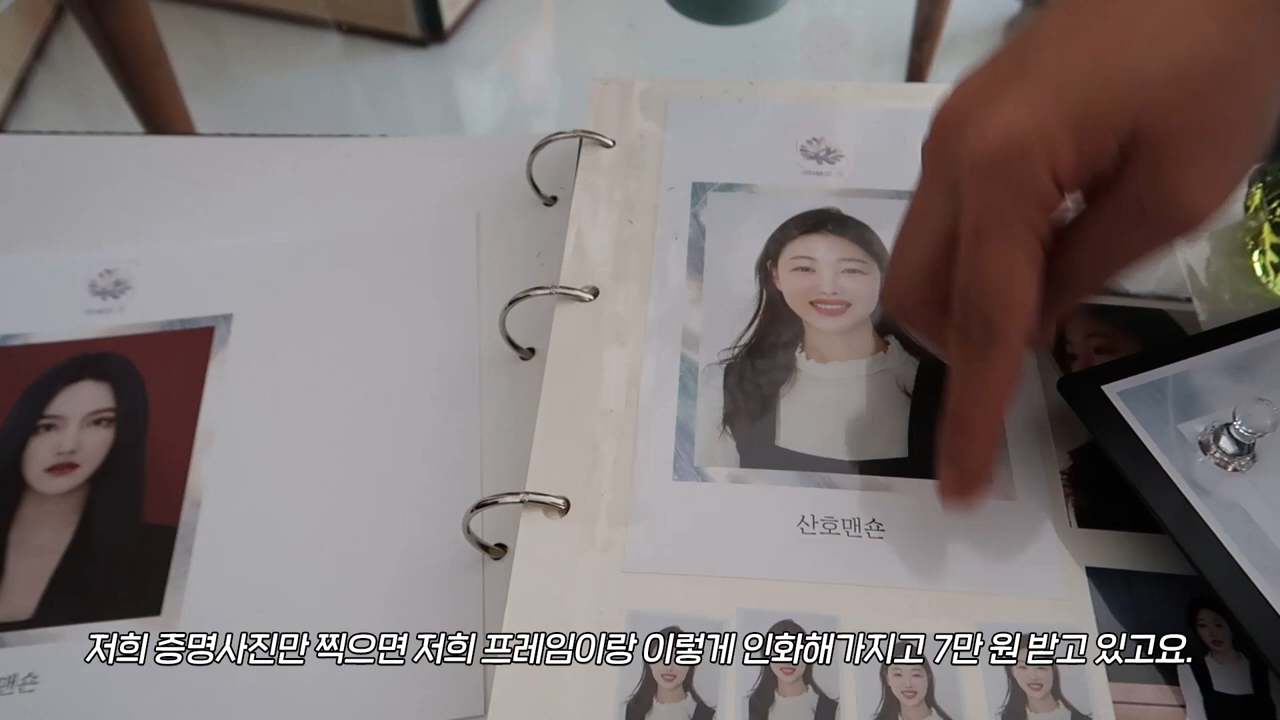 산호맨숀
저희 증명사진만 찍으면 저희 프레임이랑 이렇게 인화해가지고 7만 원 받고 있고요.